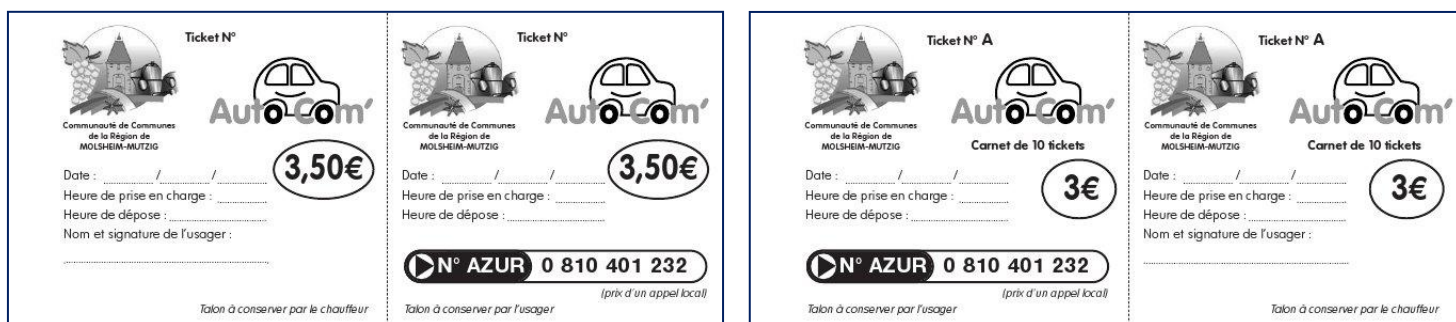 Ticket N°
Auto Com'
Communauté de Communes
de la Région de
MOLSHEIM-MUTZIG
3,50€
Date : / /
Heure de prise en charge :
Heure de dépose :
Nom et signature de l'usager :
Talon à conserver par le chauffeur
Ticket N°
Auto Com'
Communauté de Communes
de la Région de
MOLSHEIM-MUTZIG
3,50€
Date : / /
Heure de prise en charge :
Heure de dépose :
N° AZUR 0 810 401 232
(prix d'un appel local)
Talon à conserver par l'usager
Ticket N° A
Auto Com'
Communauté de Communes
de la Région de
MOLSHEIM-MUTZIG
Carnet de 10 tickets
3€
Date : / /
Heure de prise en charge :
Heure de dépose :
N° AZUR 0 810 401 232
(prix d'un appel local)
Talon à conserver par l'usager
Ticket N° A
Auto Com'
Communauté de Communes
de la Région de
MOLSHEIM-MUTZIG
Carnet de 10 tickets
3€
Date : / /
Heure de prise en charge :
Heure de dépose :
Nom et signature de l'usager :
Talon à conserver par le chauffeur